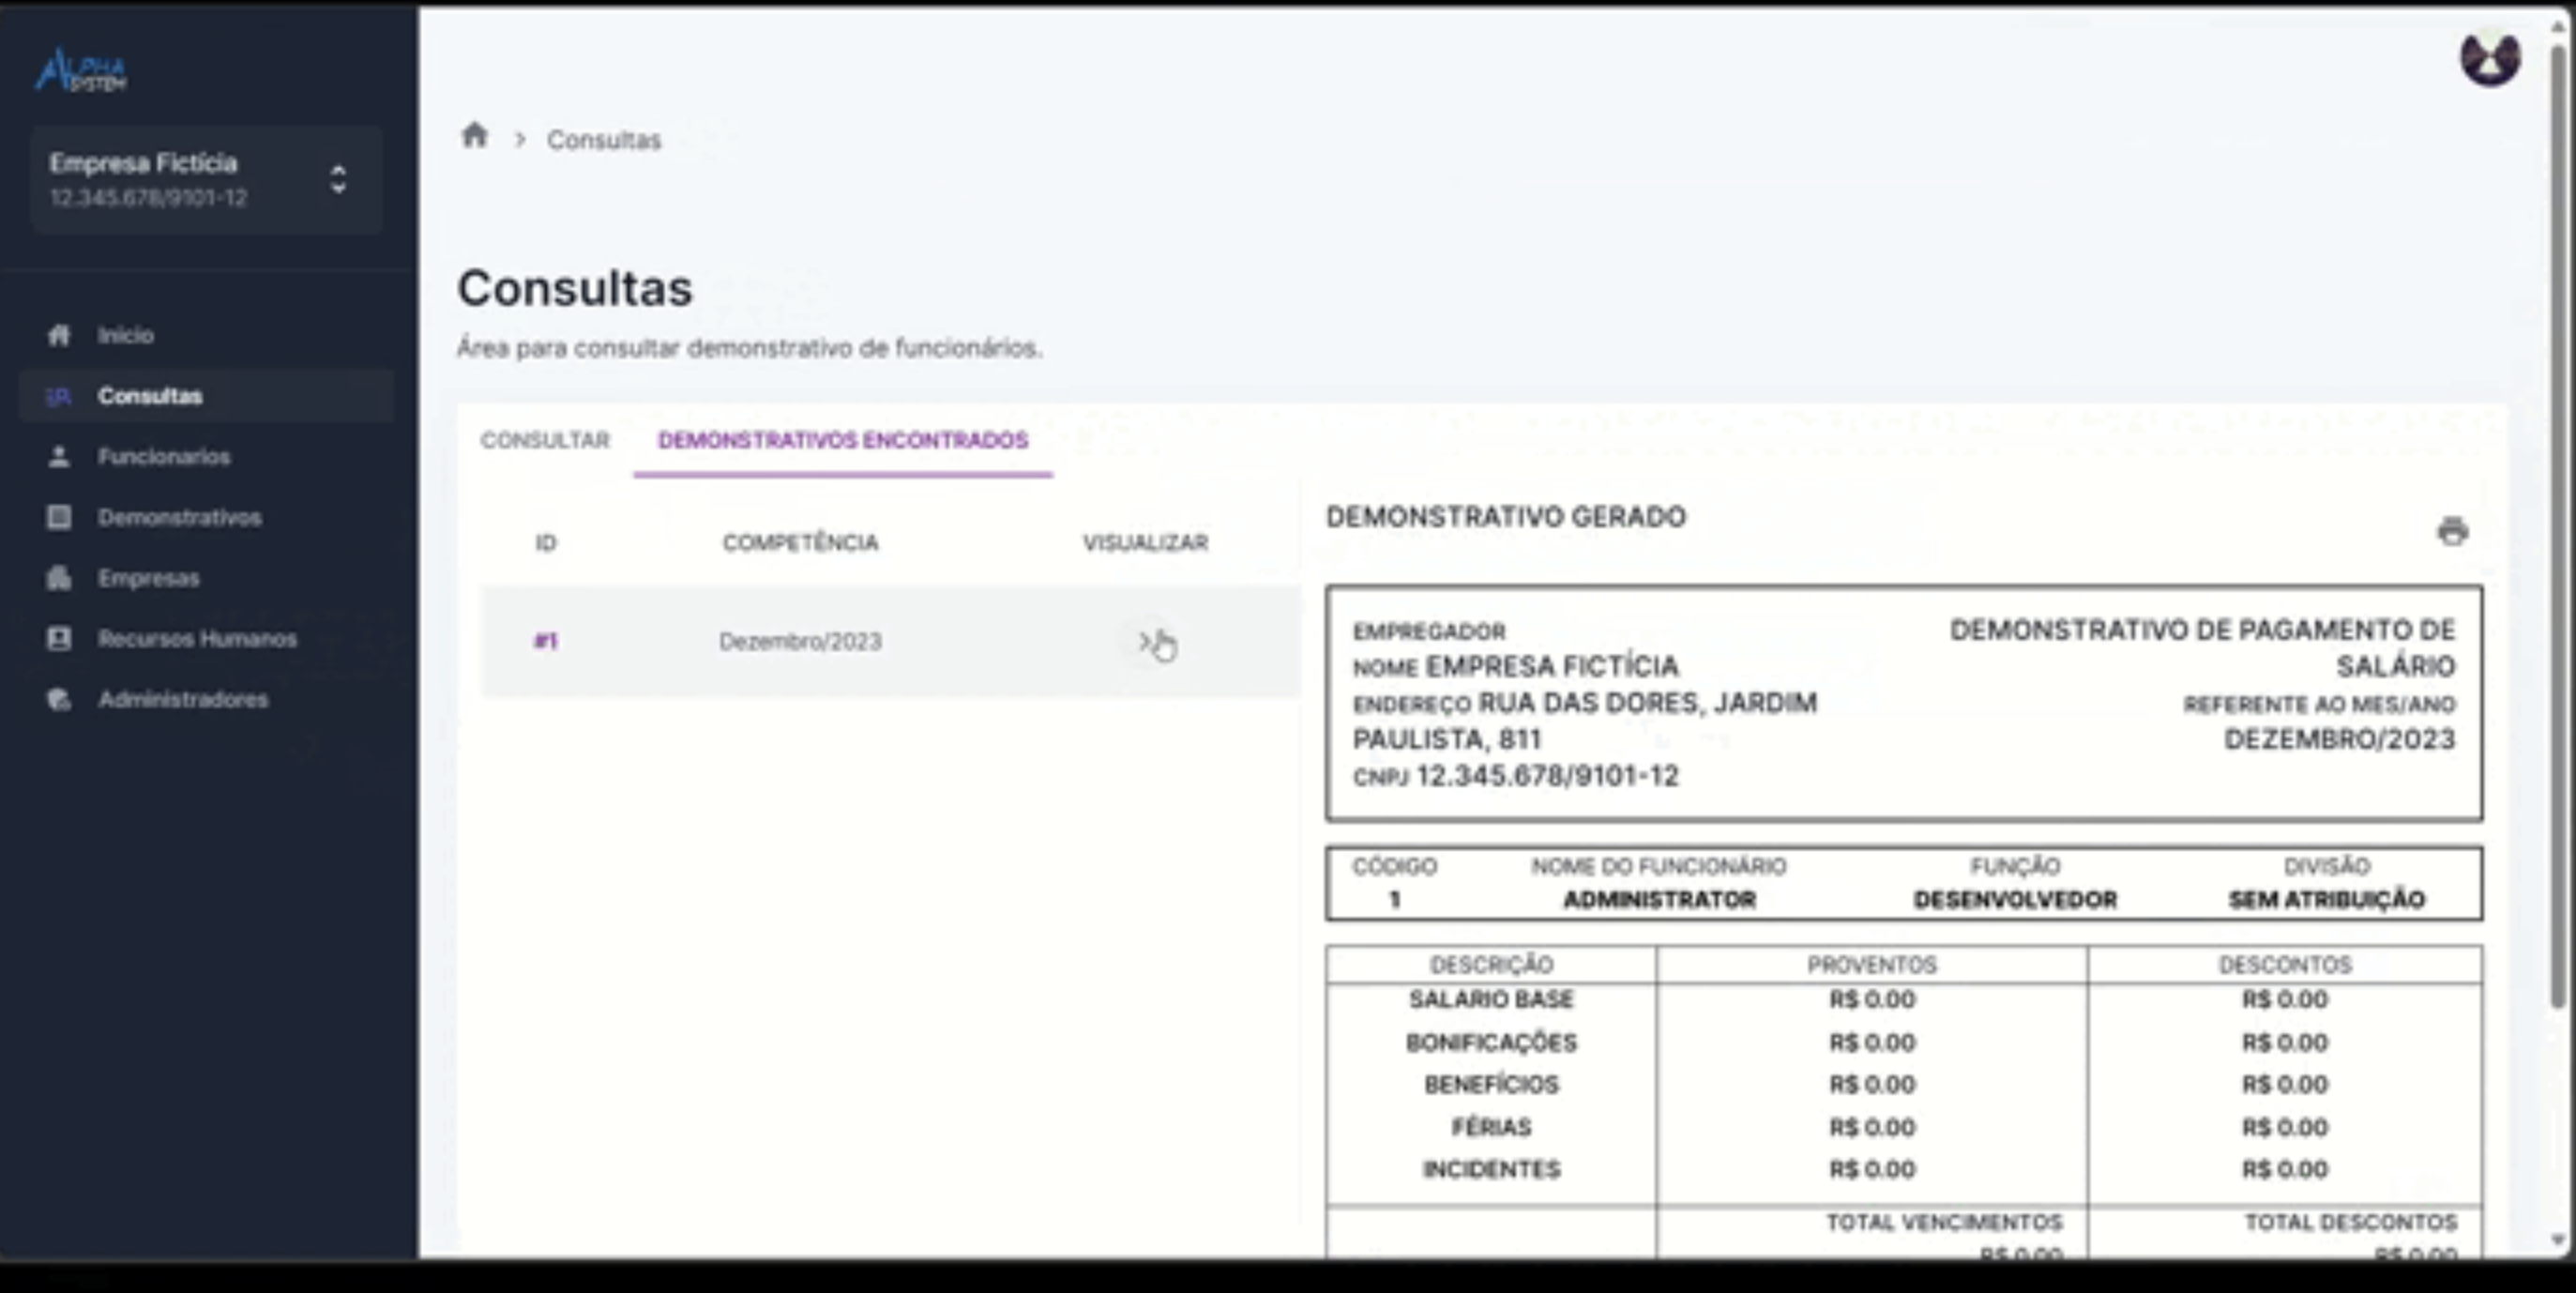 ALPHA
SYSTEM
Empresa Fictícia
12.345.678/9101-12
Inicio
Consultas
Funcionarios
Demonstrativos
Empresas
Recursos Humanos
Administradores
> Consultas
Consultas
Área para consultar demonstrativo de funcionários.
CONSULTAR DEMONSTRATIVOS ENCONTRADOS
ID COMPETÊNCIA VISUALIZAR
#1 Dezembro/2023
DEMONSTRATIVO GERADO
EMPREGADOR
NOME EMPRESA FICTÍCIA
ENDEREÇO RUA DAS DORES, JARDIM
PAULISTA, 811
CNPJ 12.345.678/9101-12
DEMONSTRATIVO DE PAGAMENTO DE
SALÁRIO
REFERENTE AO MES/ANO
DEZEMBRO/2023
CÓDIGO NOME DO FUNCIONÁRIO FUNÇÃO DIVISÃO
1 ADMINISTRATOR DESENVOLVEDOR SEM ATRIBUIÇÃO
DESCRIÇÃO PROVENTOS DESCONTOS
SALARIO BASE R$ 0.00 R$ 0.00
BONIFICAÇÕES R$ 0.00 R$ 0.00
BENEFÍCIOS R$ 0.00 R$ 0.00
FÉRIAS R$ 0.00 R$ 0.00
INCIDENTES R$ 0.00 R$ 0.00
TOTAL VENCIMENTOS TOTAL DESCONTOS
R$ 0.00 R$ 0.00